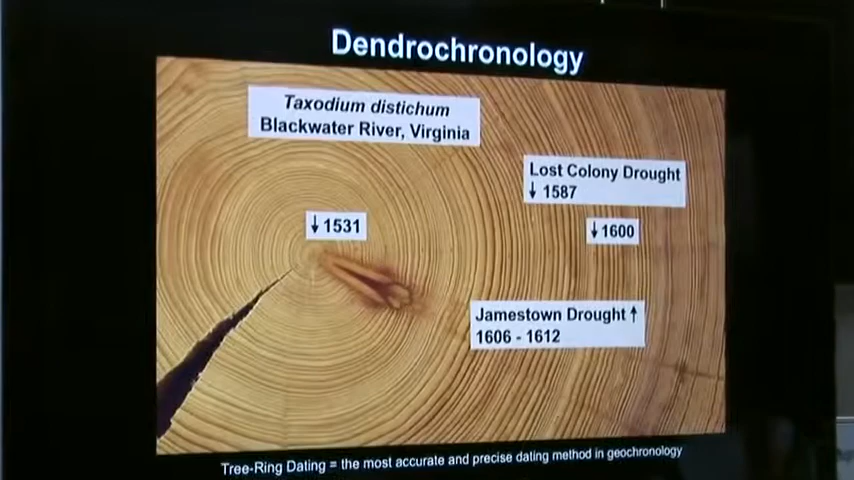 Dendrochronology
Taxodium distichum
Blackwater River, Virginia
Lost Colony Drought
↓ 1587
↓1531
↓1600
Jamestown Drought ↑
1606 - 1612
Tree-Ring Dating = the most accurate and precise dating method in geochronology